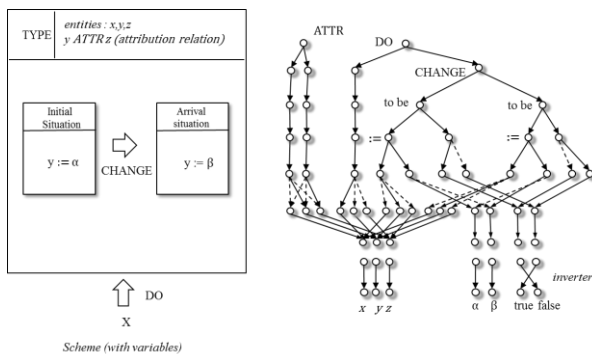 TYPE
entities : x,y,z
y ATTR z (attribution relation)
Initial
Situation
y := α
CHANGE
Arrival
situation
y := β
DO
X
Scheme (with variables)
ATTR
DO
CHANGE
to be
to be
:=
:=
inverter
x y z
α β
true false